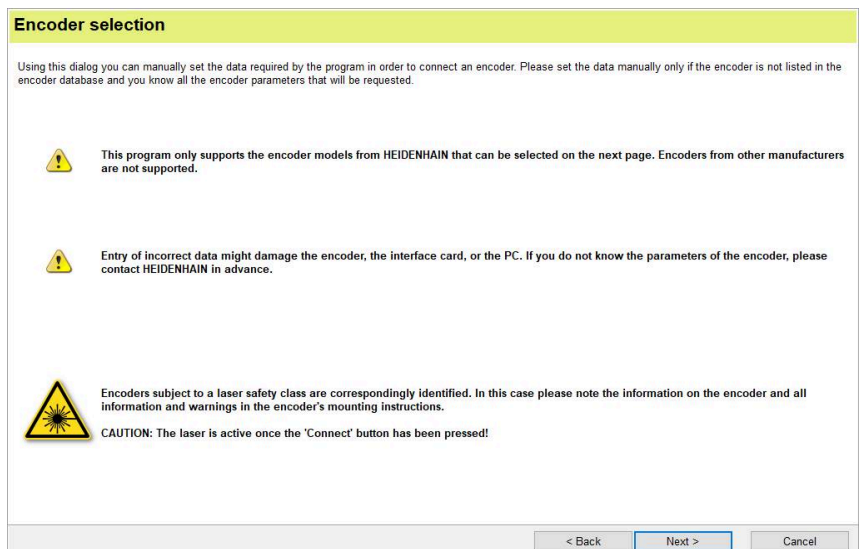 Encoder selection
Using this dialog you can manually set the data required by the program in order to connect an encoder. Please set the data manually only if the encoder is not listed in the
encoder database and you know all the encoder parameters that will be requested.
This program only supports the encoder models from HEIDENHAIN that can be selected on the next page. Encoders from other manufacturers
are not supported.
Entry of incorrect data might damage the encoder, the interface card, or the PC. If you do not know the parameters of the encoder, please
contact HEIDENHAIN in advance.
Encoders subject to a laser safety class are correspondingly identified. In this case please note the information on the encoder and all
information and warnings in the encoder's mounting instructions.
CAUTION: The laser is active once the 'Connect' button has been pressed!
< Back Next > Cancel